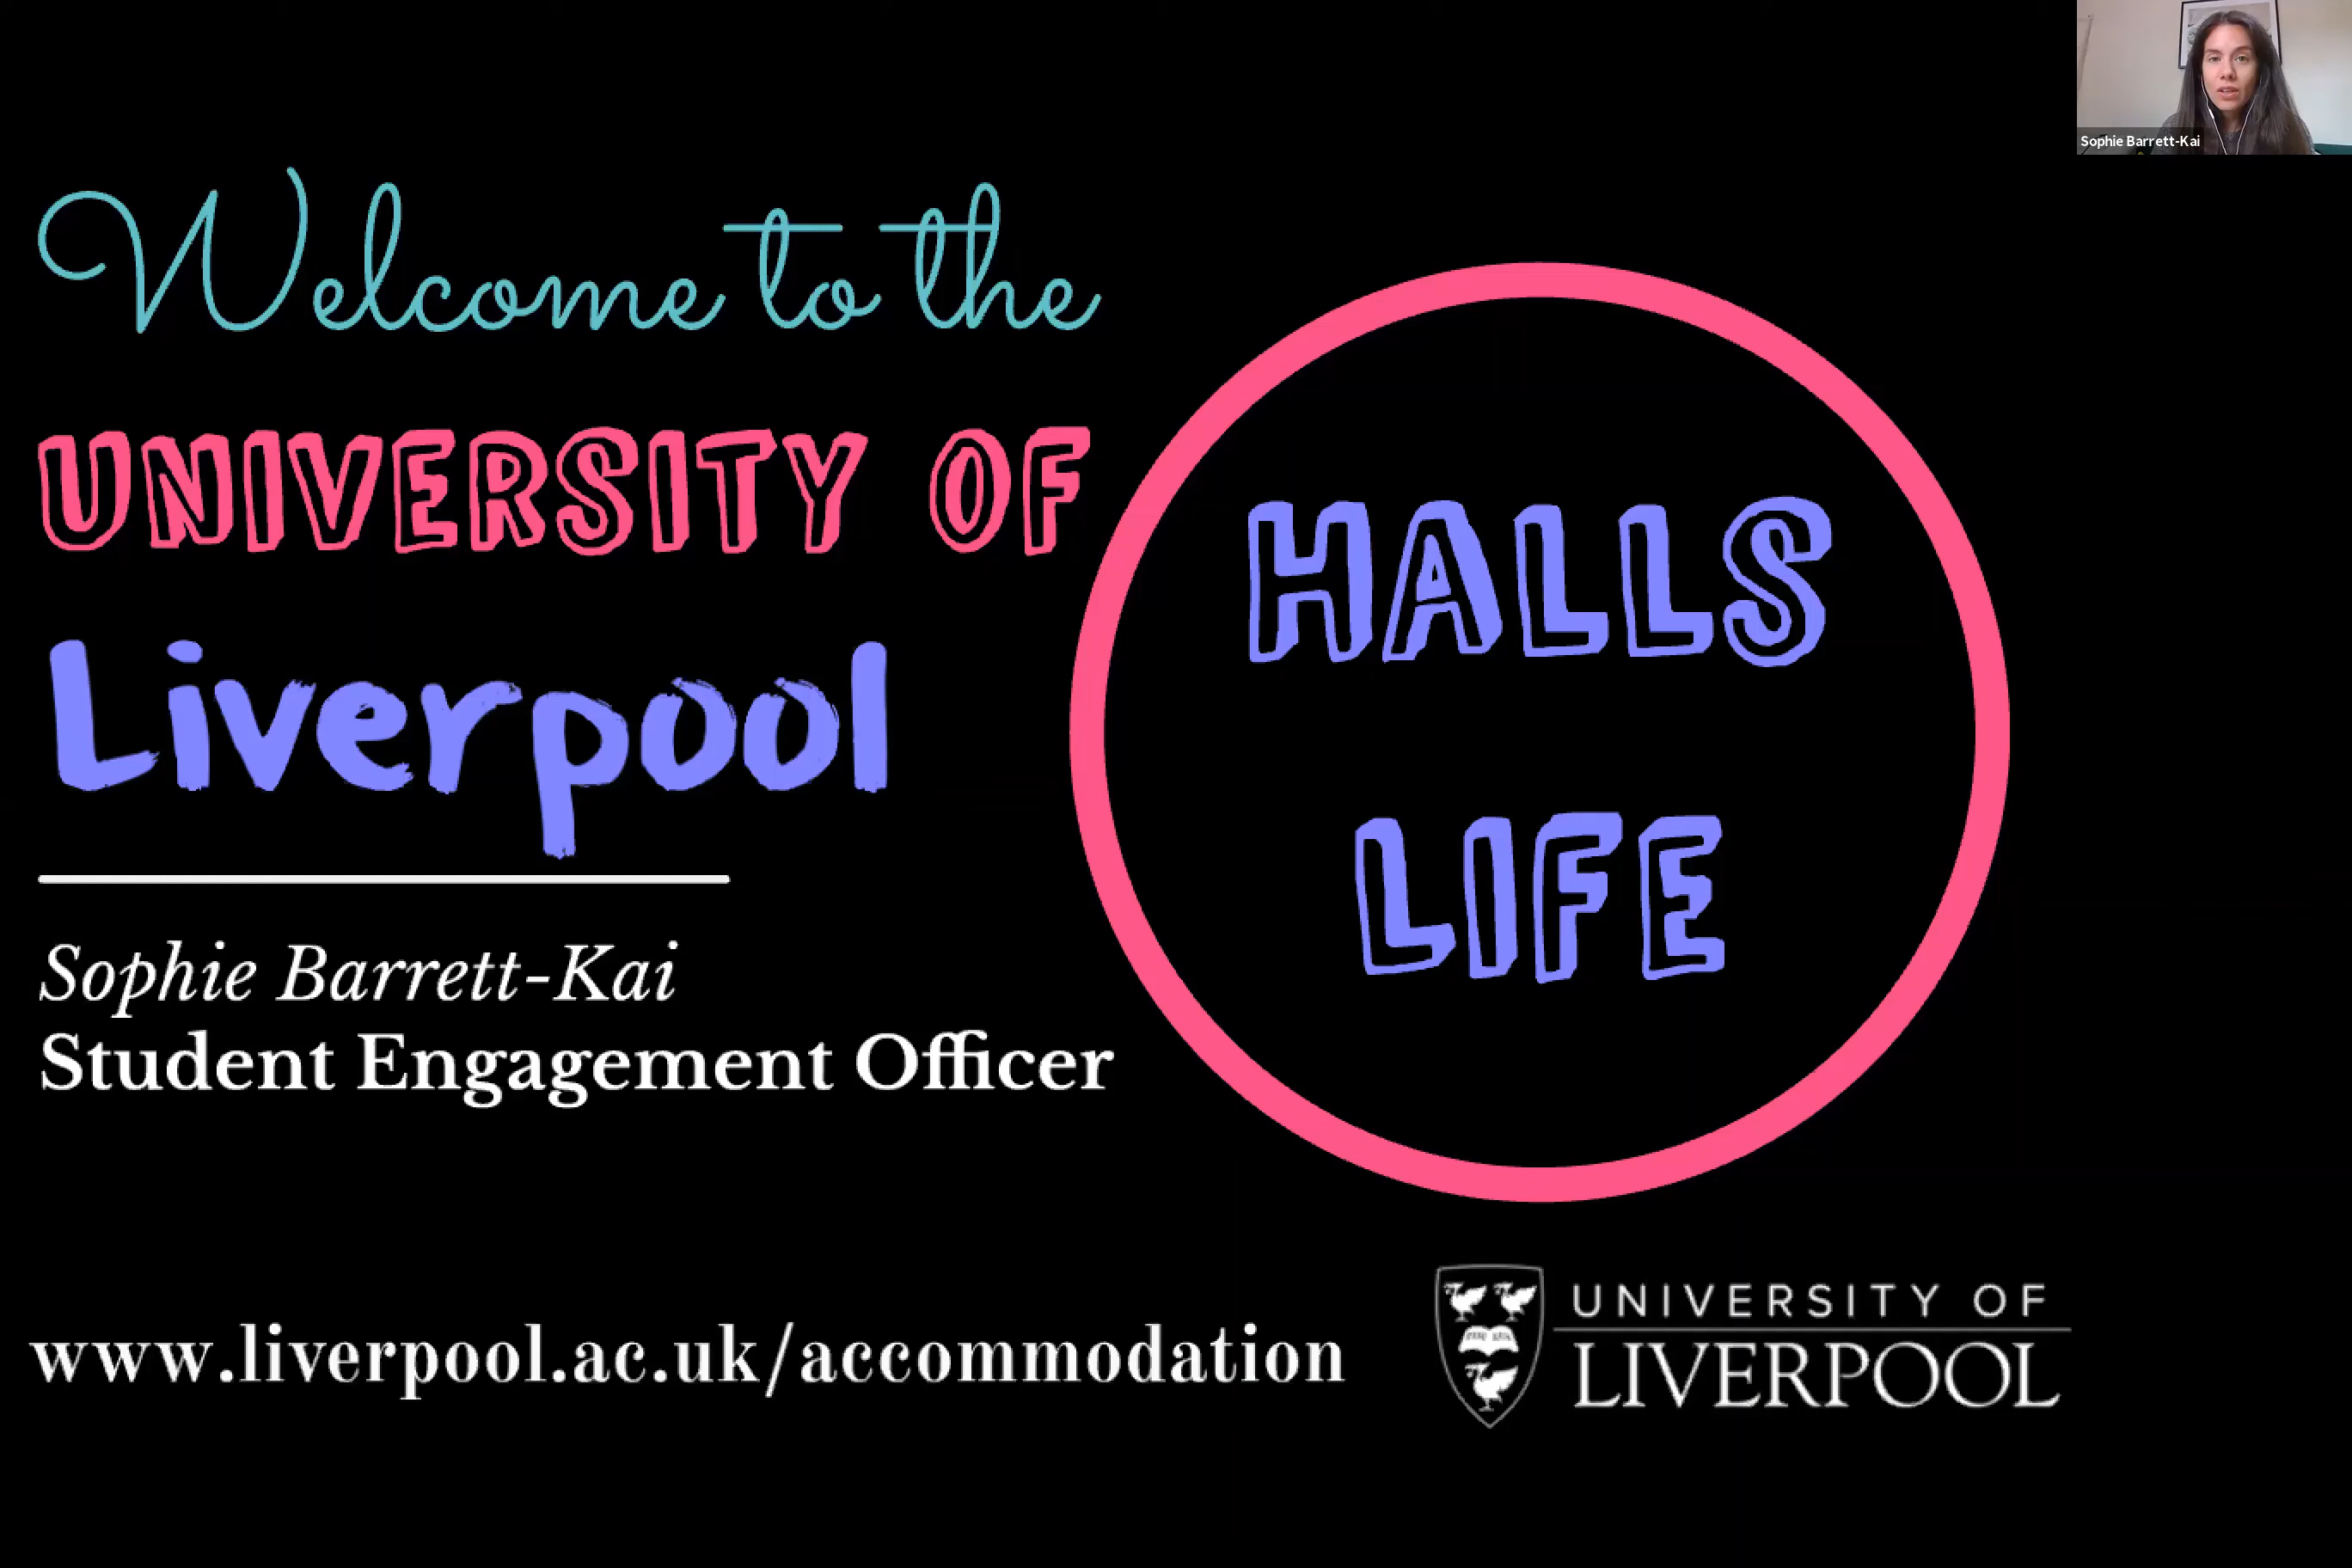 Sophie Barrett-Kai
Welcome to the
UNIVERSITY OF
Liverpool
HALLS
LIFE
Sophie Barrett-Kai
Student Engagement Officer
www.liverpool.ac.uk/accommodation
UNIVERSITY OF
LIVERPOOL